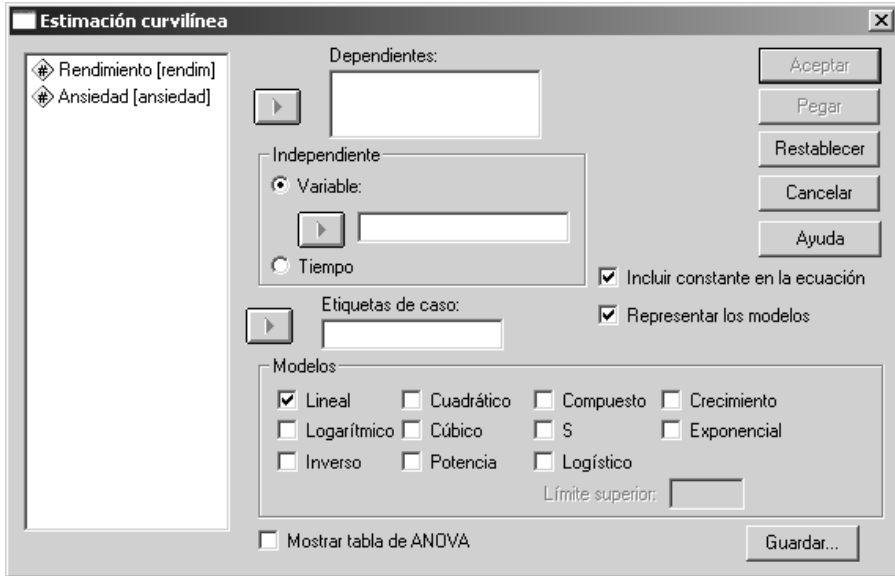 Estimación curvilínea
Rendimiento [rendim]
Ansiedad [ansiedad]
Dependientes:
Independiente
Variable:
Tiempo
Etiquetas de caso:
Aceptar
Pegar
Restablecer
Cancelar
Ayuda
Incluir constante en la ecuación
Representar los modelos
Modelos
Lineal Cuadrático Compuesto Crecimiento
Logarítmico Cúbico S Exponencial
Inverso Potencia Logístico
Límite superior:
Mostrar tabla de ANOVA
Guardar...